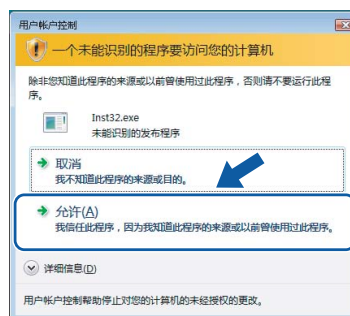 用户帐户控制
一个未能识别的程序要访问您的计算机
除非您知道此程序的来源或以前曾使用过此程序，否则请不要运行此程
序。
Inst32.exe
未能识别的发布程序
取消
我不知道此程序的来源或目的。
允许(A)
我信任此程序，因为我知道此程序的来源或以前曾使用过此程序。
详细信息(D)
用户帐户控制帮助停止对您的计算机的未经授权的更改。